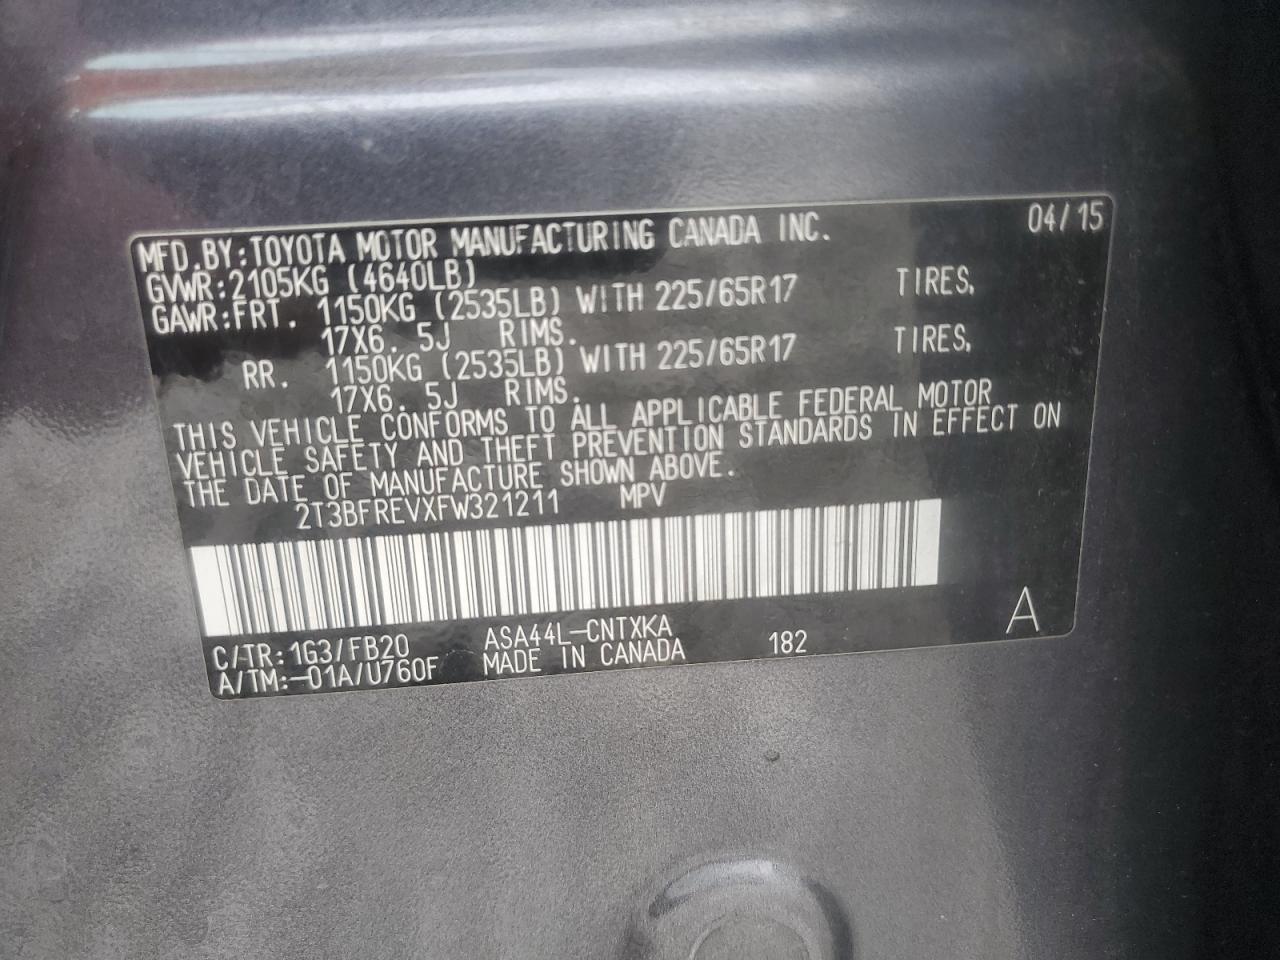 MFD.BY:TOYOTA MOTOR MANUFACTURING CANADA INC. 04/15
GVWR:2105KG (4640LB)
GAWR:FRT. 1150KG (2535LB) WITH 225/65R17 TIRES,
17X6.5J RIMS.
RR. 1150KG (2535LB) WITH 225/65R17 TIRES,
17X6.5J RIMS.
THIS VEHICLE CONFORMS TO ALL APPLICABLE FEDERAL MOTOR
VEHICLE SAFETY AND THEFT PREVENTION STANDARDS IN EFFECT ON
THE DATE OF MANUFACTURE SHOWN ABOVE.
2T3BFREVXFW321211 MPV
C/TR:1G3/FB20 ASA44L-CNTXKA 182 A
A/TM:-01A/U760F MADE IN CANADA